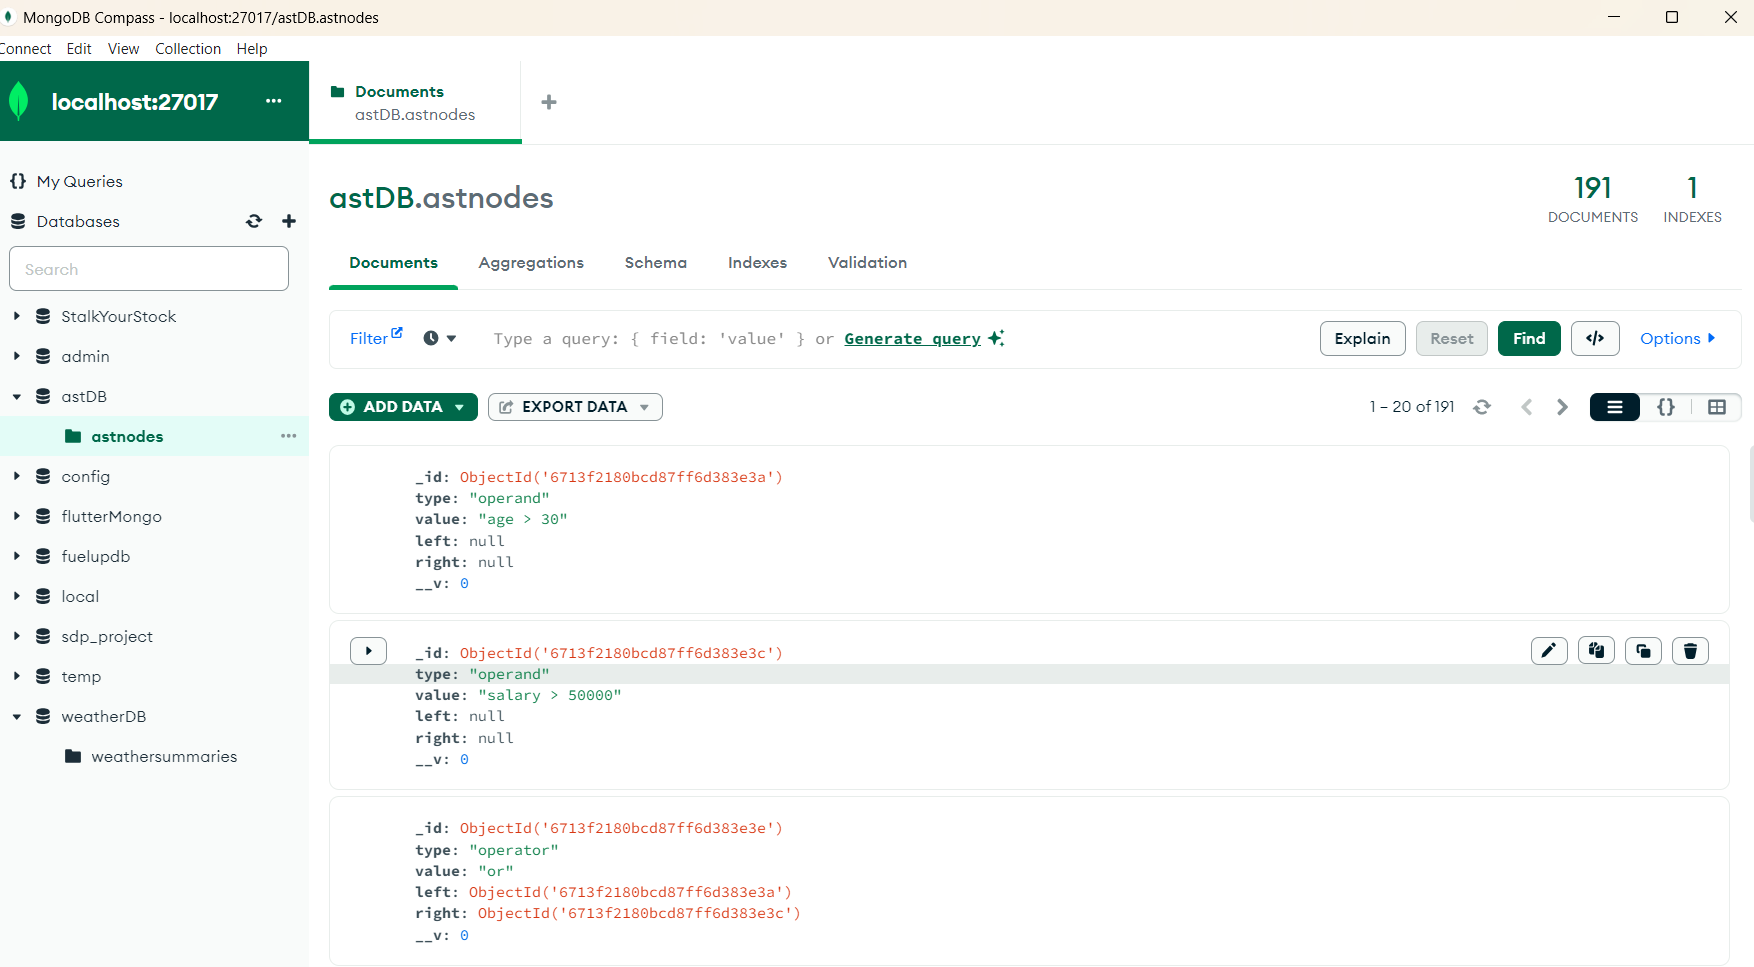 MongoDB Compass - localhost:27017/astDB.astnodes
Connect Edit View Collection Help
localhost:27017
Documents
astDB.astnodes
My Queries
Databases
Search
StalkYourStock
admin
astDB
astnodes
config
flutterMongo
fuelupdb
local
sdp_project
temp
weatherDB
weathersummaries
astDB.astnodes
191
DOCUMENTS
1
INDEXES
Documents Aggregations Schema Indexes Validation
Filter Type a query: { field: 'value' } or Generate query Explain Reset Find </> Options
ADD DATA EXPORT DATA 1 – 20 of 191 {}
_id: ObjectId('6713f2180bcd87ff6d383e3a')
type: "operand"
value: "age > 30"
left: null
right: null
__v: 0
_id: ObjectId('6713f2180bcd87ff6d383e3c')
type: "operand"
value: "salary > 50000"
left: null
right: null
__v: 0
_id: ObjectId('6713f2180bcd87ff6d383e3e')
type: "operator"
value: "or"
left: ObjectId('6713f2180bcd87ff6d383e3a')
right: ObjectId('6713f2180bcd87ff6d383e3c')
__v: 0